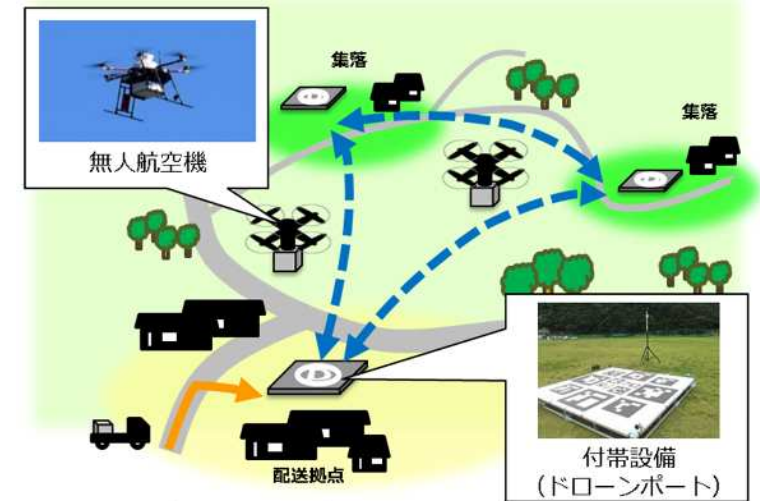 集落
集落
無人航空機
配送拠点
付帯設備
（ドローンポート）